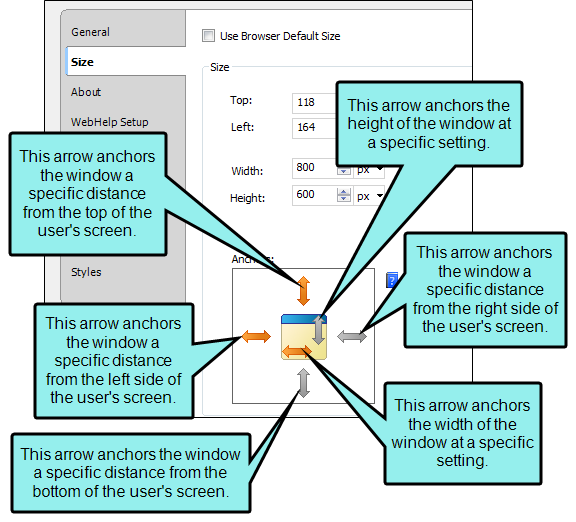 General
Use Browser Default Size
Size
Size
About
Top:
118
WebHelp Setup
Left:
164
Width:
800
px
Height:
600
px
Styles
?
This arrow anchors the
height of the window at
a specific setting.
This arrow anchors
the window a
specific distance
from the top of the
user's screen.
This arrow anchors
the window a
specific distance
from the right side of
the user's screen.
This arrow anchors
the window a
specific distance
from the left side of
the user's screen.
This arrow anchors
the width of the
window at a specific
setting.
This arrow anchors the window
a specific distance from the
bottom of the user's screen.